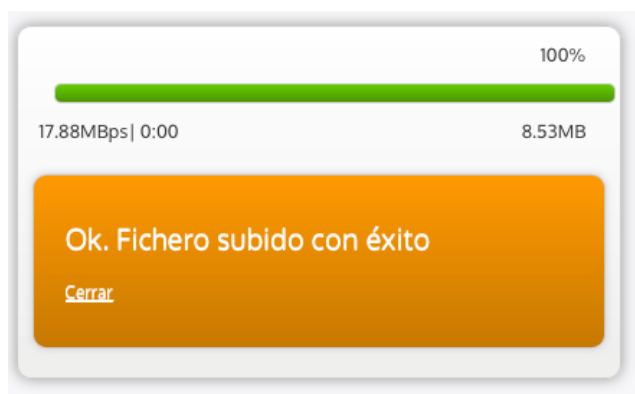 100%
17.88MBps| 0:00 8.53MB
Ok. Fichero subido con éxito
Cerrar